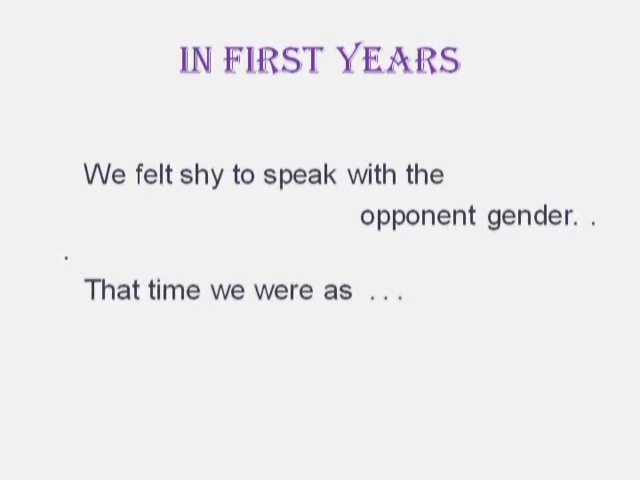 IN FIRST YEARS
We felt shy to speak with the
opponent gender. .
.
That time we were as ...